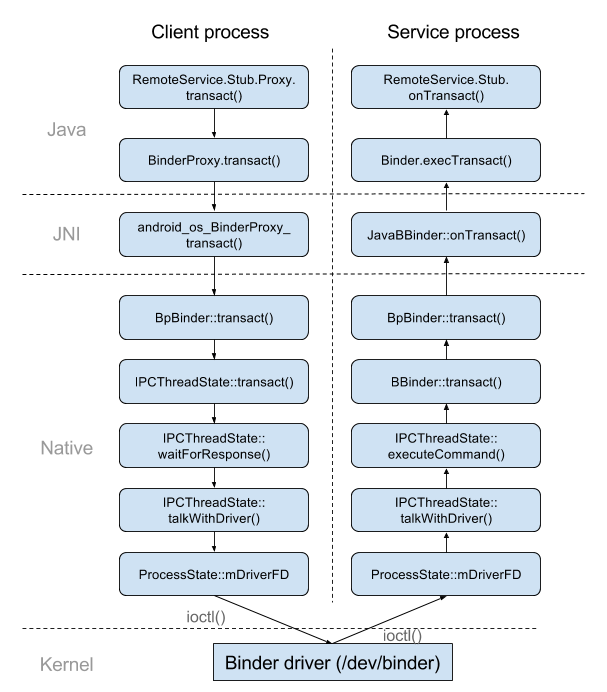 Client process
Service process
Java
RemoteService.Stub.Proxy.
transact()
RemoteService.Stub.
onTransact()
BinderProxy.transact()
Binder.execTransact()
JNI
android_os_BinderProxy_
transact()
JavaBBinder::onTransact()
Native
BpBinder::transact()
BpBinder::transact()
IPCThreadState::transact()
BBinder::transact()
IPCThreadState::
waitForResponse()
IPCThreadState::
executeCommand()
IPCThreadState::
talkWithDriver()
IPCThreadState::
talkWithDriver()
ProcessState::mDriverFD
ProcessState::mDriverFD
ioctl()
ioctl()
Kernel
Binder driver (/dev/binder)